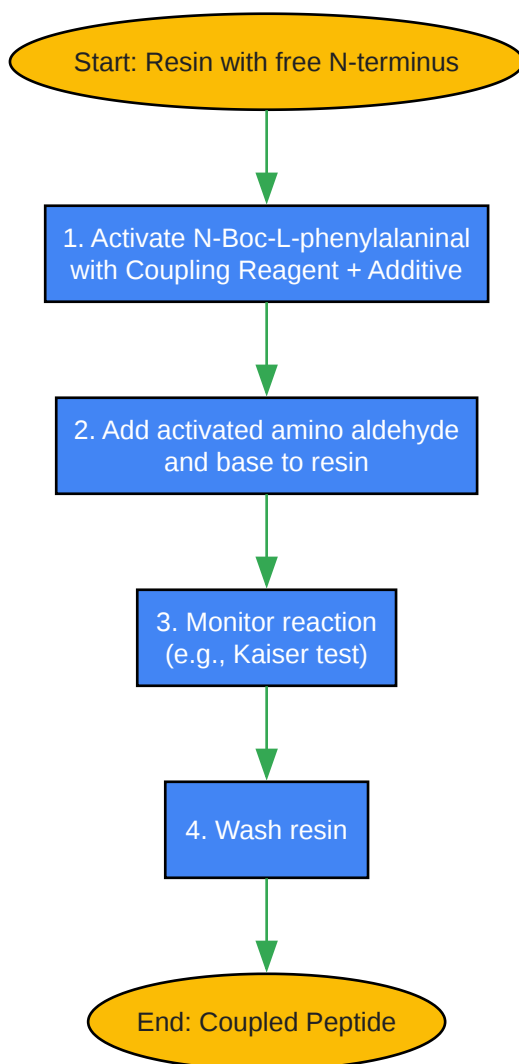 Start: Resin with free N-terminus
1. Activate N-Boc-L-phenylalaninal
with Coupling Reagent + Additive
2. Add activated amino aldehyde
and base to resin
3. Monitor reaction
(e.g., Kaiser test)
4. Wash resin
End: Coupled Peptide